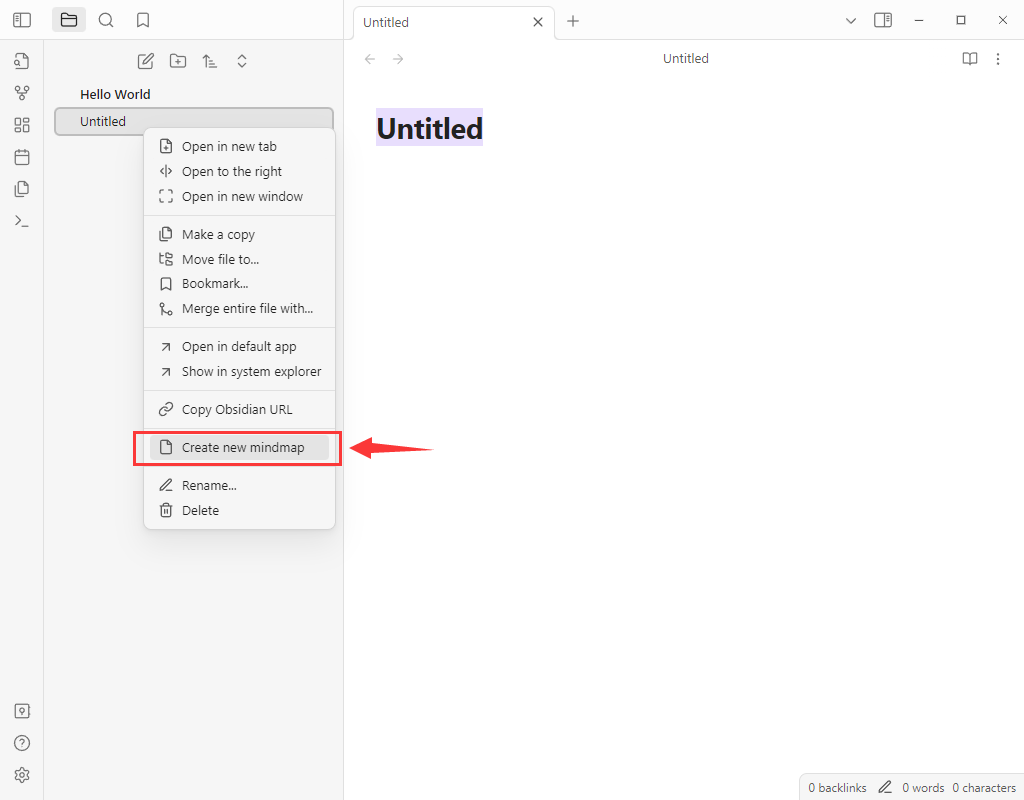 Untitled
Untitled
Hello World
Untitled
Untitled
Open in new tab
Open to the right
Open in new window
Make a copy
Move file to...
Bookmark...
Merge entire file with...
Open in default app
Show in system explorer
Copy Obsidian URL
Create new mindmap
Rename...
Delete
0 backlinks 0 words 0 characters